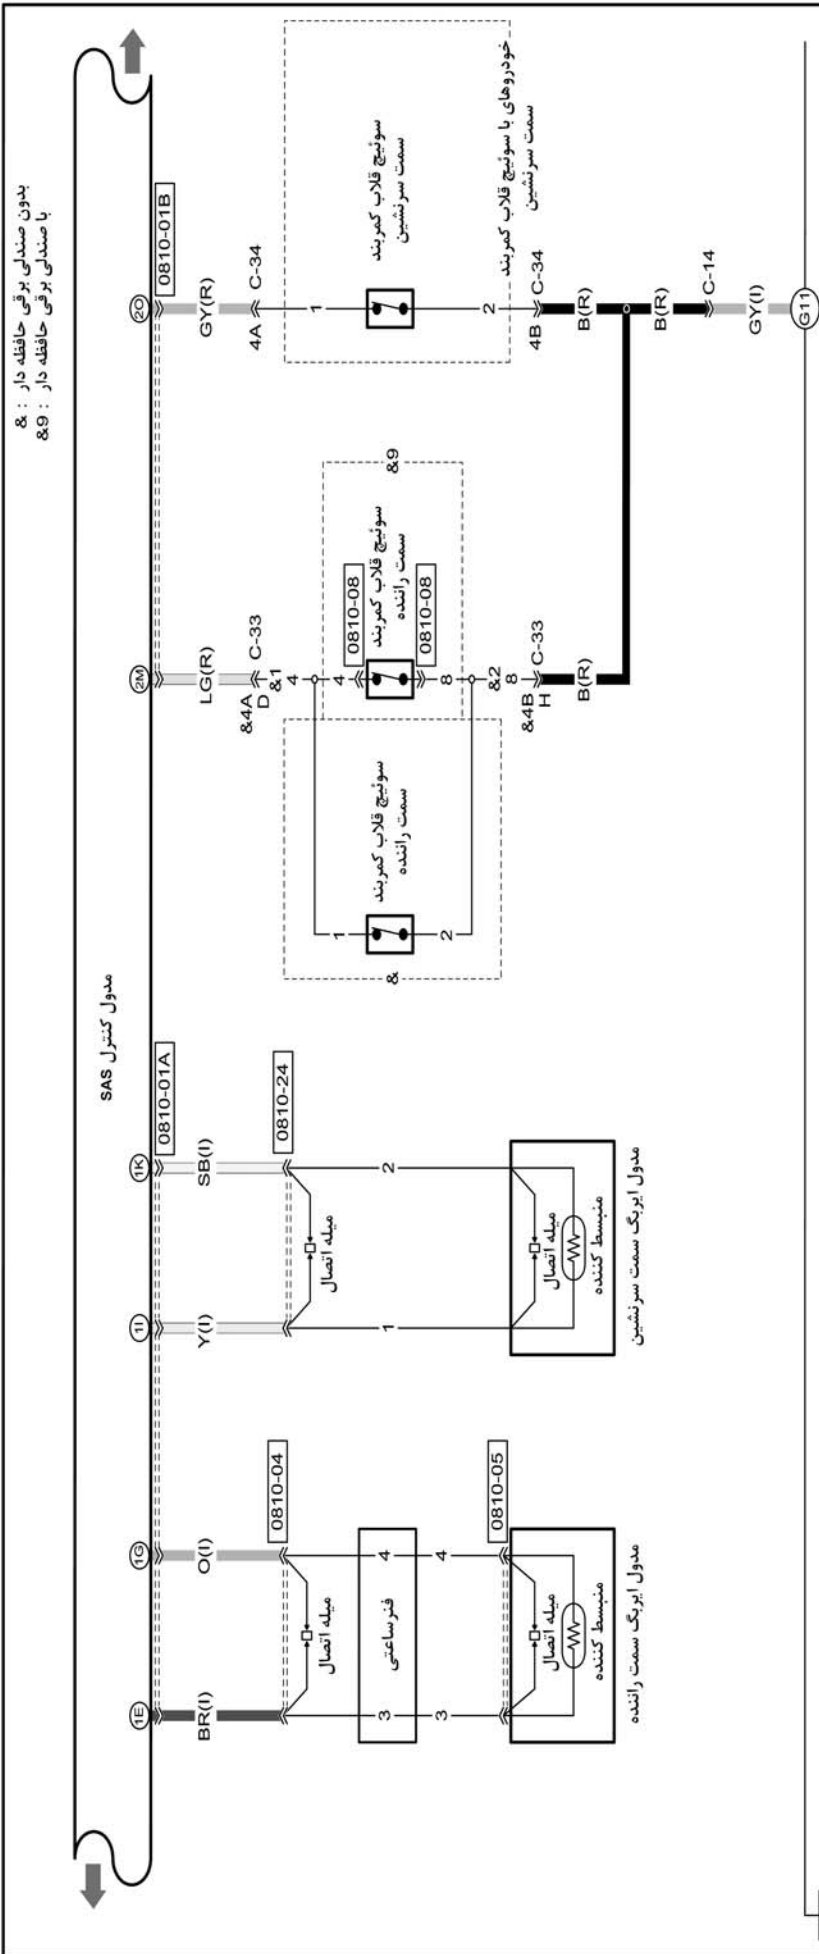 بدون صندلی برقی حافظه دار : &
با صندلی برقی حافظه دار : &9
مدول کنترل SAS
1E
1G
1I
1K
0810-01A
2M
2O
0810-01B
BR(I)
O(I)
Y(I)
SB(I)
LG(R)
GY(R)
0810-04
0810-24
&4A
D
C-33
4A
C-34
&1
4
1
میله اتصال
میله اتصال
3
4
فنر ساعتی
3
4
1
2
0810-05
&
1
سوئیچ قلاب کمربند
سمت راننده
2
4
0810-08
سوئیچ قلاب کمربند
سمت راننده
0810-08
8
&9
سوئیچ قلاب کمربند
سمت سرنشین
2
خودروهای با سوئیچ قلاب کمربند
سمت سرنشین
&2
8
&4B
H
C-33
4B
C-34
B(R)
B(R)
B(R)
C-14
GY(I)
G11
میله اتصال
منبسط کننده
مدول ایربگ سمت راننده
میله اتصال
منبسط کننده
مدول ایربگ سمت سرنشین